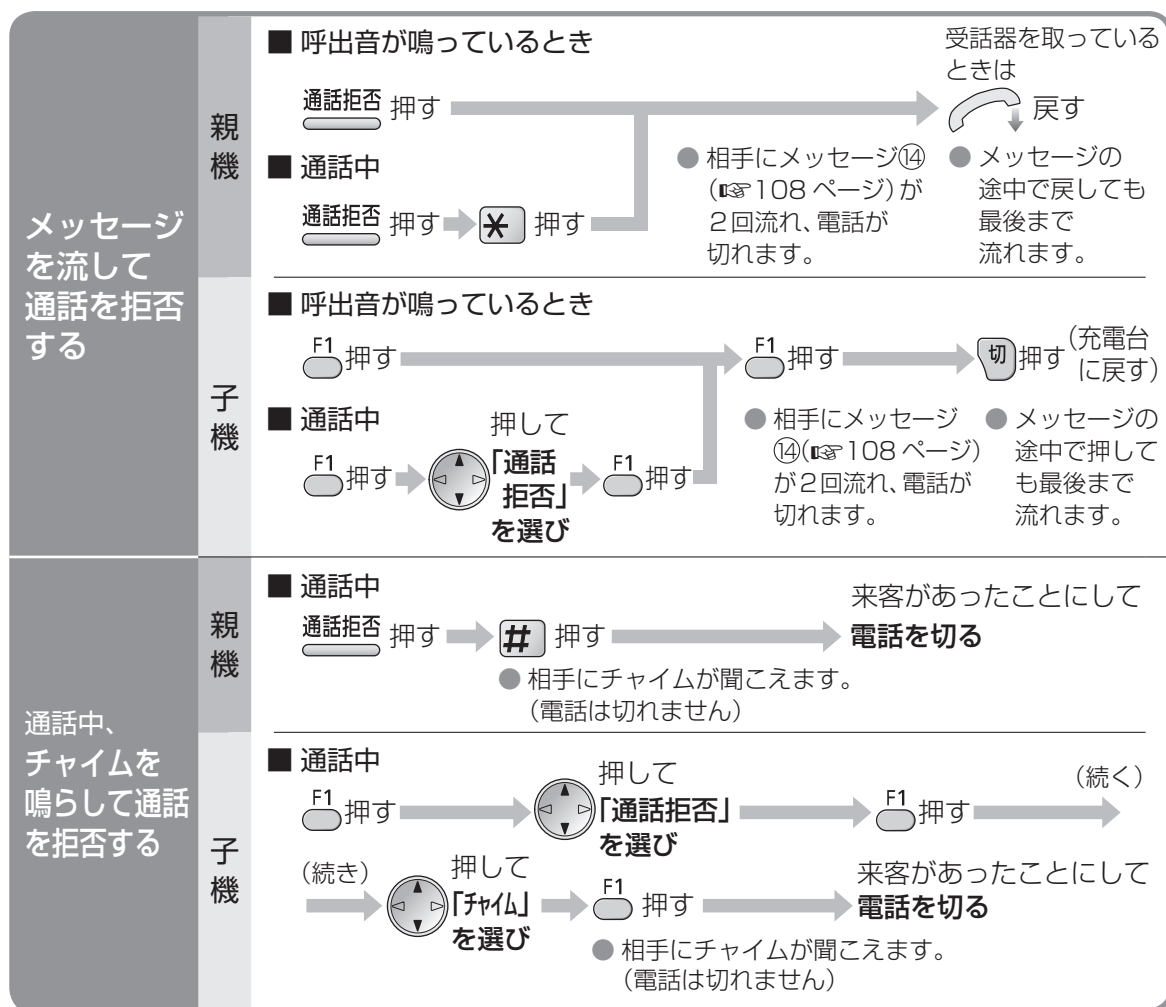 メッセージ
を流して
通話を拒否
する
親機
■ 呼出音が鳴っているとき
通話拒否 押す
受話器を取っている
ときは
戻す
■ 通話中
通話拒否 押す * 押す
● 相手にメッセージ⑭
(☞108 ページ)が
2回流れ、電話が
切れます。
● メッセージの
途中で戻しても
最後まで
流れます。
子機
■ 呼出音が鳴っているとき
F1 押す F1 押す 切 押す (充電台
に戻す)
■ 通話中
F1 押す 押して
「通話
拒否」
を選び
F1 押す
● 相手にメッセージ
⑭(☞108 ページ)
が2回流れ、電話が
切れます。
● メッセージの
途中で押して
も最後まで
流れます。
通話中、
チャイムを
鳴らして通話
を拒否する
親機
■ 通話中
通話拒否 押す # 押す
● 相手にチャイムが聞こえます。
(電話は切れません)
来客があったことにして
電話を切る
子機
■ 通話中
F1 押す 押して
「通話拒否」
を選び
F1 押す (続く)
(続き) 押して
「チャイム」
を選び
F1 押す
● 相手にチャイムが聞こえます。
(電話は切れません)
来客があったことにして
電話を切る